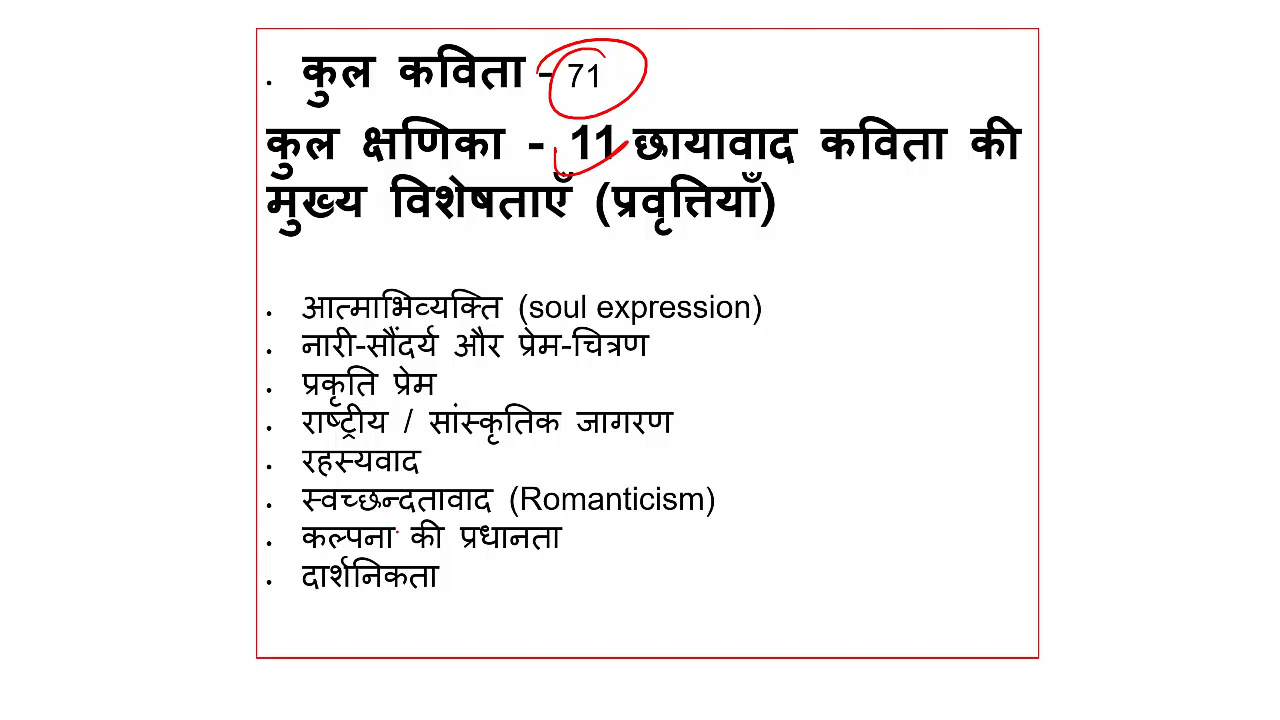 . कुल कविता - 71
कुल क्षणिका - 11 छायावाद कविता की
मुख्य विशेषताएँ (प्रवृत्तियाँ)
. आत्माभिव्यक्ति (soul expression)
. नारी-सौंदर्य और प्रेम-चित्रण
. प्रकृति प्रेम
. राष्ट्रीय / सांस्कृतिक जागरण
. रहस्यवाद
. स्वच्छन्दतावाद (Romanticism)
. कल्पना की प्रधानता
. दार्शनिकता